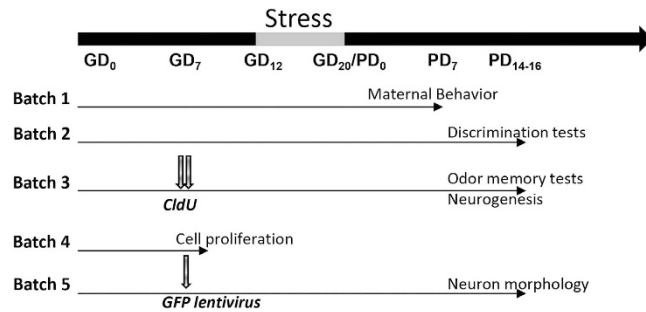 Stress
GD0 GD7 GD12 GD20/PD0 PD7 PD14-16
Batch 1 Maternal Behavior
Batch 2 Discrimination tests
Batch 3 Odor memory tests
CldU Neurogenesis
Batch 4 Cell proliferation
Batch 5 Neuron morphology
GFP lentivirus